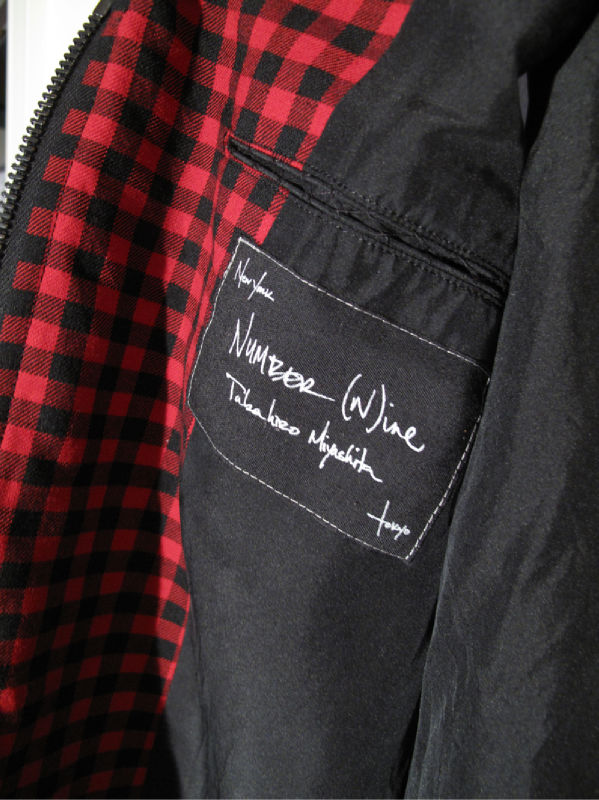 New York
NUMBER (N)ine
Takahiro Miyashita
tokyo